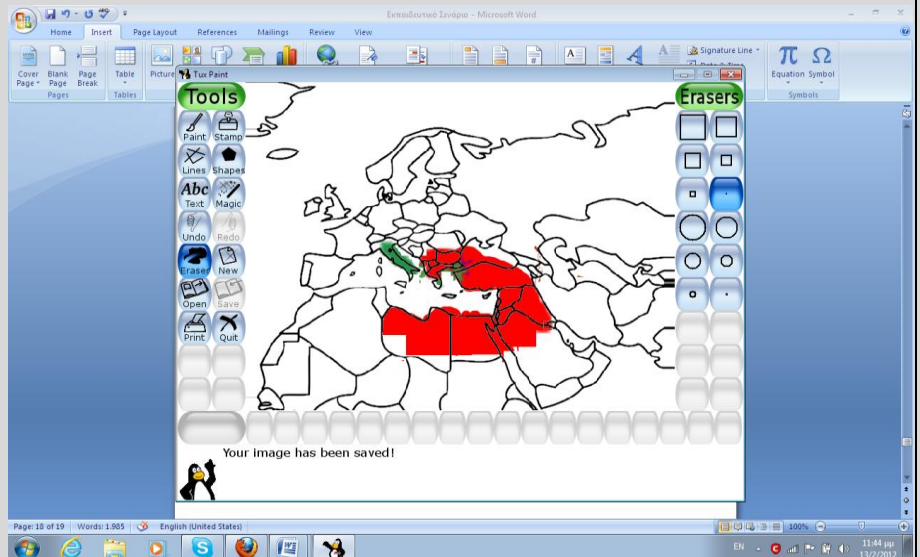 Εκπαιδευτικό Σενάριο - Microsoft Word
Home Insert Page Layout References Mailings Review View
Cover Page Blank Page Page Break Table Picture Signature Line Equation Symbol
Pages Tables Symbols
Tux Paint
Tools Erasers
Paint Stamp
Lines Shapes
Abc
Text Magic
Undo Redo
Eraser New
Open Save
Print Quit
Your image has been saved!
Page: 18 of 19 Words: 1.985 English (United States) 100%
EN 11:44 μμ
13/2/2012